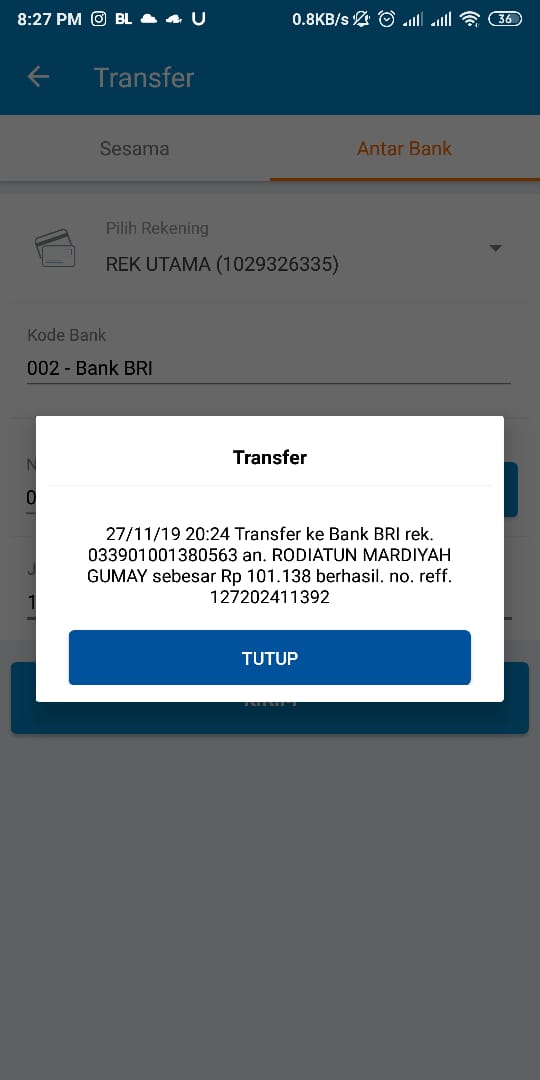 8:27 PM BL U 0.8KB/s 36
Transfer
Sesama Antar Bank
Pilih Rekening
REK UTAMA (1029326335)
Kode Bank
002 - Bank BRI
N
0
J
1
Transfer
27/11/19 20:24 Transfer ke Bank BRI rek.
033901001380563 an. RODIATUN MARDIYAH
GUMAY sebesar Rp 101.138 berhasil. no. reff.
127202411392
TUTUP